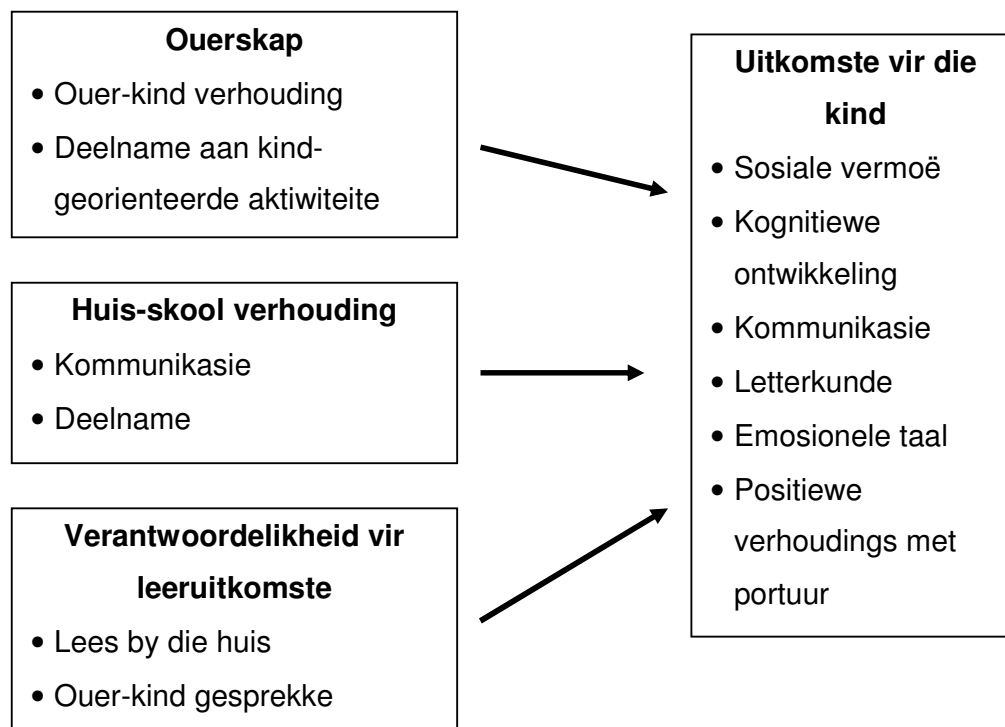 Ouerskap
• Ouer-kind verhouding
• Deelname aan kind-
georienteerde aktiwiteite
Huis-skool verhouding
• Kommunikasie
• Deelname
Verantwoordelikheid vir
leeruitkomste
• Lees by die huis
• Ouer-kind gesprekke
Uitkomste vir die
kind
• Sosiale vermoë
• Kognitiewe
ontwikkeling
• Kommunikasie
• Letterkunde
• Emosionele taal
• Positiewe
verhoudings met
portuur